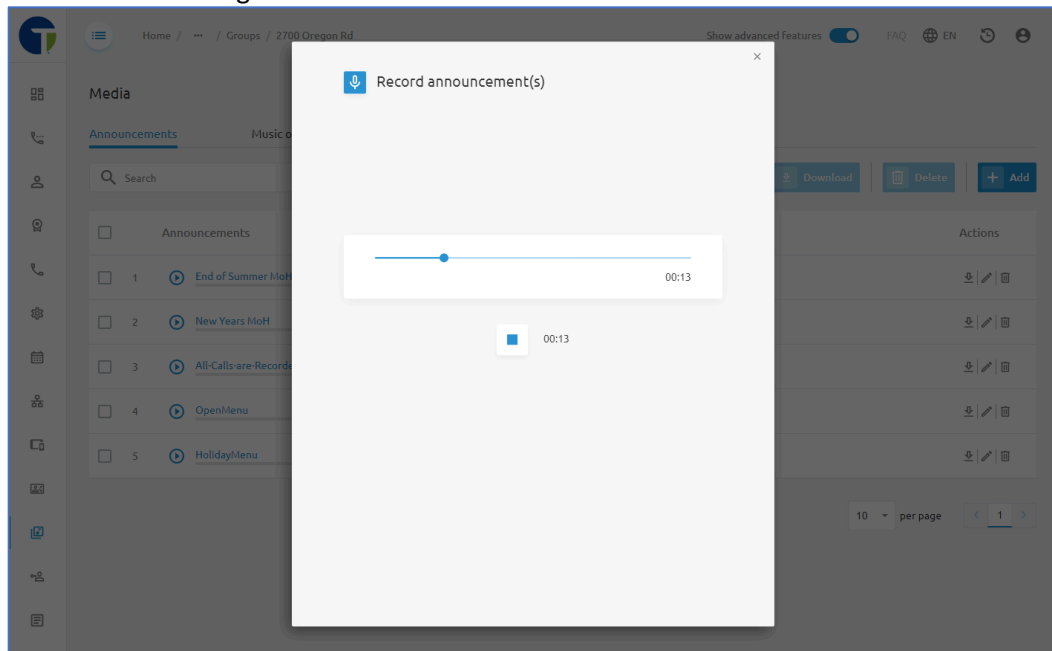 Home / ··· / Groups / 2700 Oregon Rd
Show advanced features
FAQ
EN
×
Record announcement(s)
Media
Announcements
Music o
Search
Download
Delete
+ Add
Announcements
Actions
1 End of Summer MoH
2 New Years MoH
3 All-Calls-are-Recorde
4 OpenMenu
5 HolidayMenu
00:13
00:13
10 per page < 1 >